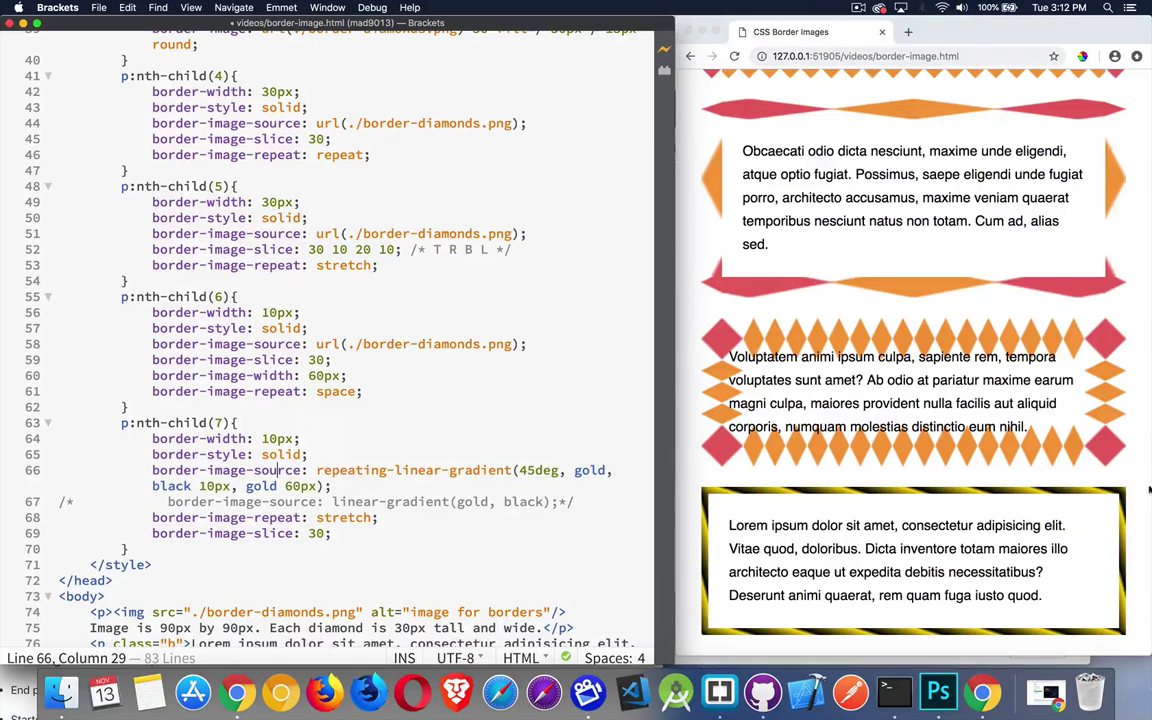 Brackets File Edit Find View Navigate Debug Help 100% Tue 3:12 PM
• videos/border-image.html (mad9013) — Brackets
CSS Border Images
127.0.0.1:51905/videos/border-image.html
round;
40 }
41 p:nth-child(4){
42 border-width: 30px;
43 border-style: solid;
44 border-image-source: url(./border-diamonds.png);
45 border-image-slice: 30;
46 border-image-repeat: repeat;
47 }
48 p:nth-child(5){
49 border-width: 30px;
50 border-style: solid;
51 border-image-source: url(./border-diamonds.png);
52 border-image-slice: 30 10 20 10; /* T R B L */
53 border-image-repeat: stretch;
54 }
55 p:nth-child(6){
56 border-width: 10px;
57 border-style: solid;
58 border-image-source: url(./border-diamonds.png);
59 border-image-slice: 30;
60 border-image-width: 60px;
61 border-image-repeat: space;
62 }
63 p:nth-child(7){
64 border-width: 10px;
65 border-style: solid;
66 border-image-source: repeating-linear-gradient(45deg, gold,
black 10px, gold 60px);
67 /* border-image-source: linear-gradient(gold, black);*/
68 border-image-repeat: stretch;
69 border-image-slice: 30;
70 }
71 </style>
72 </head>
73 <body>
74 <p><img src="./border-diamonds.png" alt="image for borders"/>
75 Image is 90px by 90px. Each diamond is 30px tall and wide.</p>
76 <p class="b">Lorem ipsum dolor sit amet, consectetur adipisicing elit.
Line 66, Column 29 — 83 Lines
INS UTF-8 HTML Spaces: 4
Obcaecati odio dicta nesciunt, maxime unde eligendi,
atque optio fugiat. Possimus, saepe eligendi unde fugiat
porro, architecto accusamus, maxime veniam quaerat
temporibus nesciunt natus non totam. Cum ad, alias
sed.
Voluptatem animi ipsum culpa, sapiente rem, tempora
voluptates sunt amet? Ab odio at pariatur maxime earum
magni culpa, maiores provident nulla facilis aut aliquid
corporis, numquam molestias distinctio eum nihil.
Lorem ipsum dolor sit amet, consectetur adipisicing elit.
Vitae quod, doloribus. Dicta inventore totam maiores illo
architecto eaque ut expedita debitis necessitatibus?
Deserunt animi quaerat, rem quam fuga iusto quod.
• End p
NOV
13
Ps